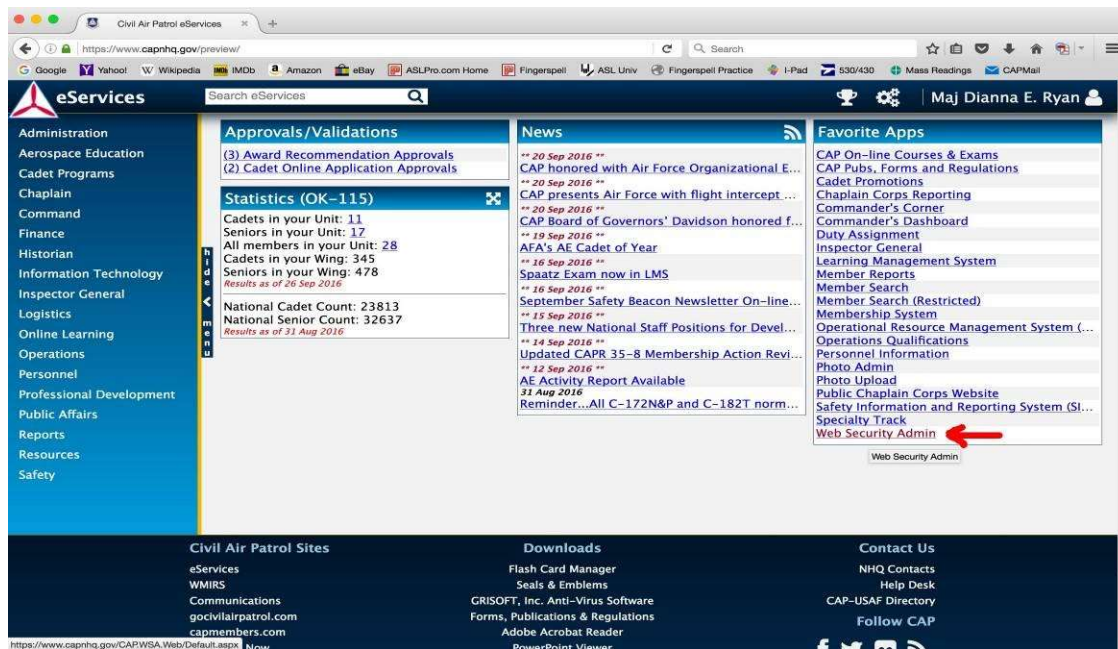 Civil Air Patrol eServices
https://www.capnhq.gov/preview/
Search
Google
Yahoo!
Wikipedia
IMDb
Amazon
eBay
ASLPro.com Home
Fingerspell
ASL Univ
Fingerspell Practice
I-Pad
530/430
Mass Readings
CAPMail
eServices
Search eServices
Maj Dianna E. Ryan
Administration
Aerospace Education
Cadet Programs
Chaplain
Command
Finance
Historian
Information Technology
Inspector General
Logistics
Online Learning
Operations
Personnel
Professional Development
Public Affairs
Reports
Resources
Safety
hide menu
Approvals/Validations
(3) Award Recommendation Approvals
(2) Cadet Online Application Approvals
Statistics (OK-115)
Cadets in your Unit: 11
Seniors in your Unit: 17
All members in your Unit: 28
Cadets in your Wing: 345
Seniors in your Wing: 478
Results as of 26 Sep 2016
National Cadet Count: 23813
National Senior Count: 32637
Results as of 31 Aug 2016
News
** 20 Sep 2016 **
CAP honored with Air Force Organizational E...
** 20 Sep 2016 **
CAP presents Air Force with flight intercept ...
** 20 Sep 2016 **
CAP Board of Governors' Davidson honored f...
** 19 Sep 2016 **
AFA's AE Cadet of Year
** 16 Sep 2016 **
Spaatz Exam now in LMS
** 16 Sep 2016 **
September Safety Beacon Newsletter On-line...
** 15 Sep 2016 **
Three new National Staff Positions for Devel...
** 14 Sep 2016 **
Updated CAPR 35-8 Membership Action Revi...
** 12 Sep 2016 **
AE Activity Report Available
31 Aug 2016
Reminder...All C-172N&P and C-182T norm...
Favorite Apps
CAP On-line Courses & Exams
CAP Pubs, Forms and Regulations
Cadet Promotions
Chaplain Corps Reporting
Commander's Corner
Commander's Dashboard
Duty Assignment
Inspector General
Learning Management System
Member Reports
Member Search
Member Search (Restricted)
Membership System
Operational Resource Management System (...
Operations Qualifications
Personnel Information
Photo Admin
Photo Upload
Public Chaplain Corps Website
Safety Information and Reporting System (SI...
Specialty Track
Web Security Admin
Web Security Admin
Civil Air Patrol Sites
eServices
WMIRS
Communications
gocivilairpatrol.com
capmembers.com
Now
Downloads
Flash Card Manager
Seals & Emblems
GRISOFT, Inc. Anti-Virus Software
Forms, Publications & Regulations
Adobe Acrobat Reader
PowerPoint Viewer
Contact Us
NHQ Contacts
Help Desk
CAP-USAF Directory
Follow CAP
https://www.capnhq.gov/CAP.WSA.Web/Default.aspx